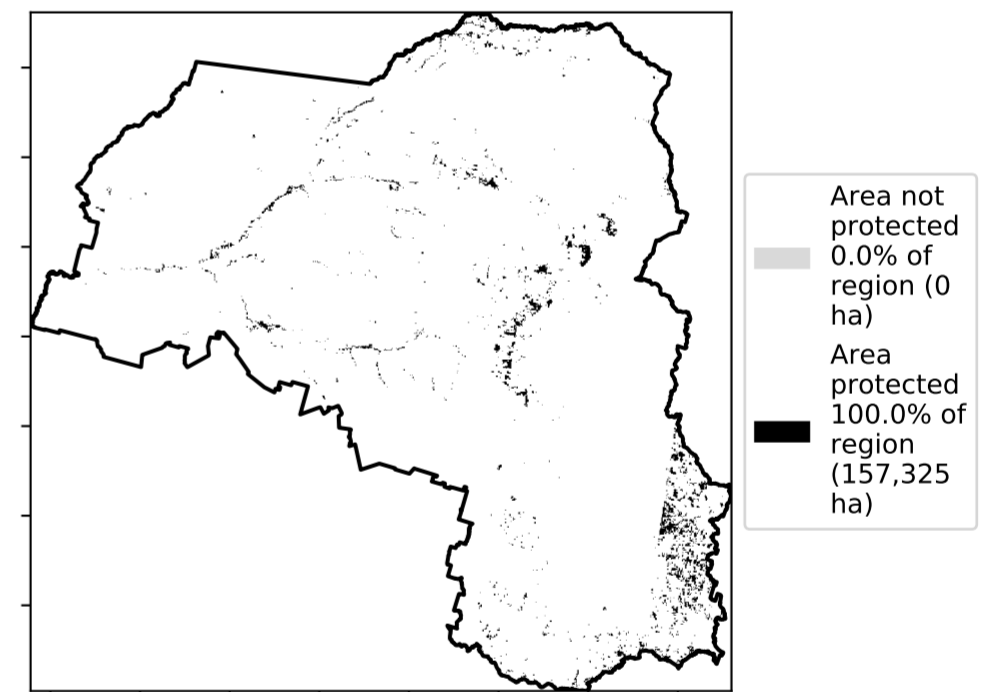 Area not
protected
0.0% of
region (0
ha)
Area
protected
100.0% of
region
(157,325
ha)